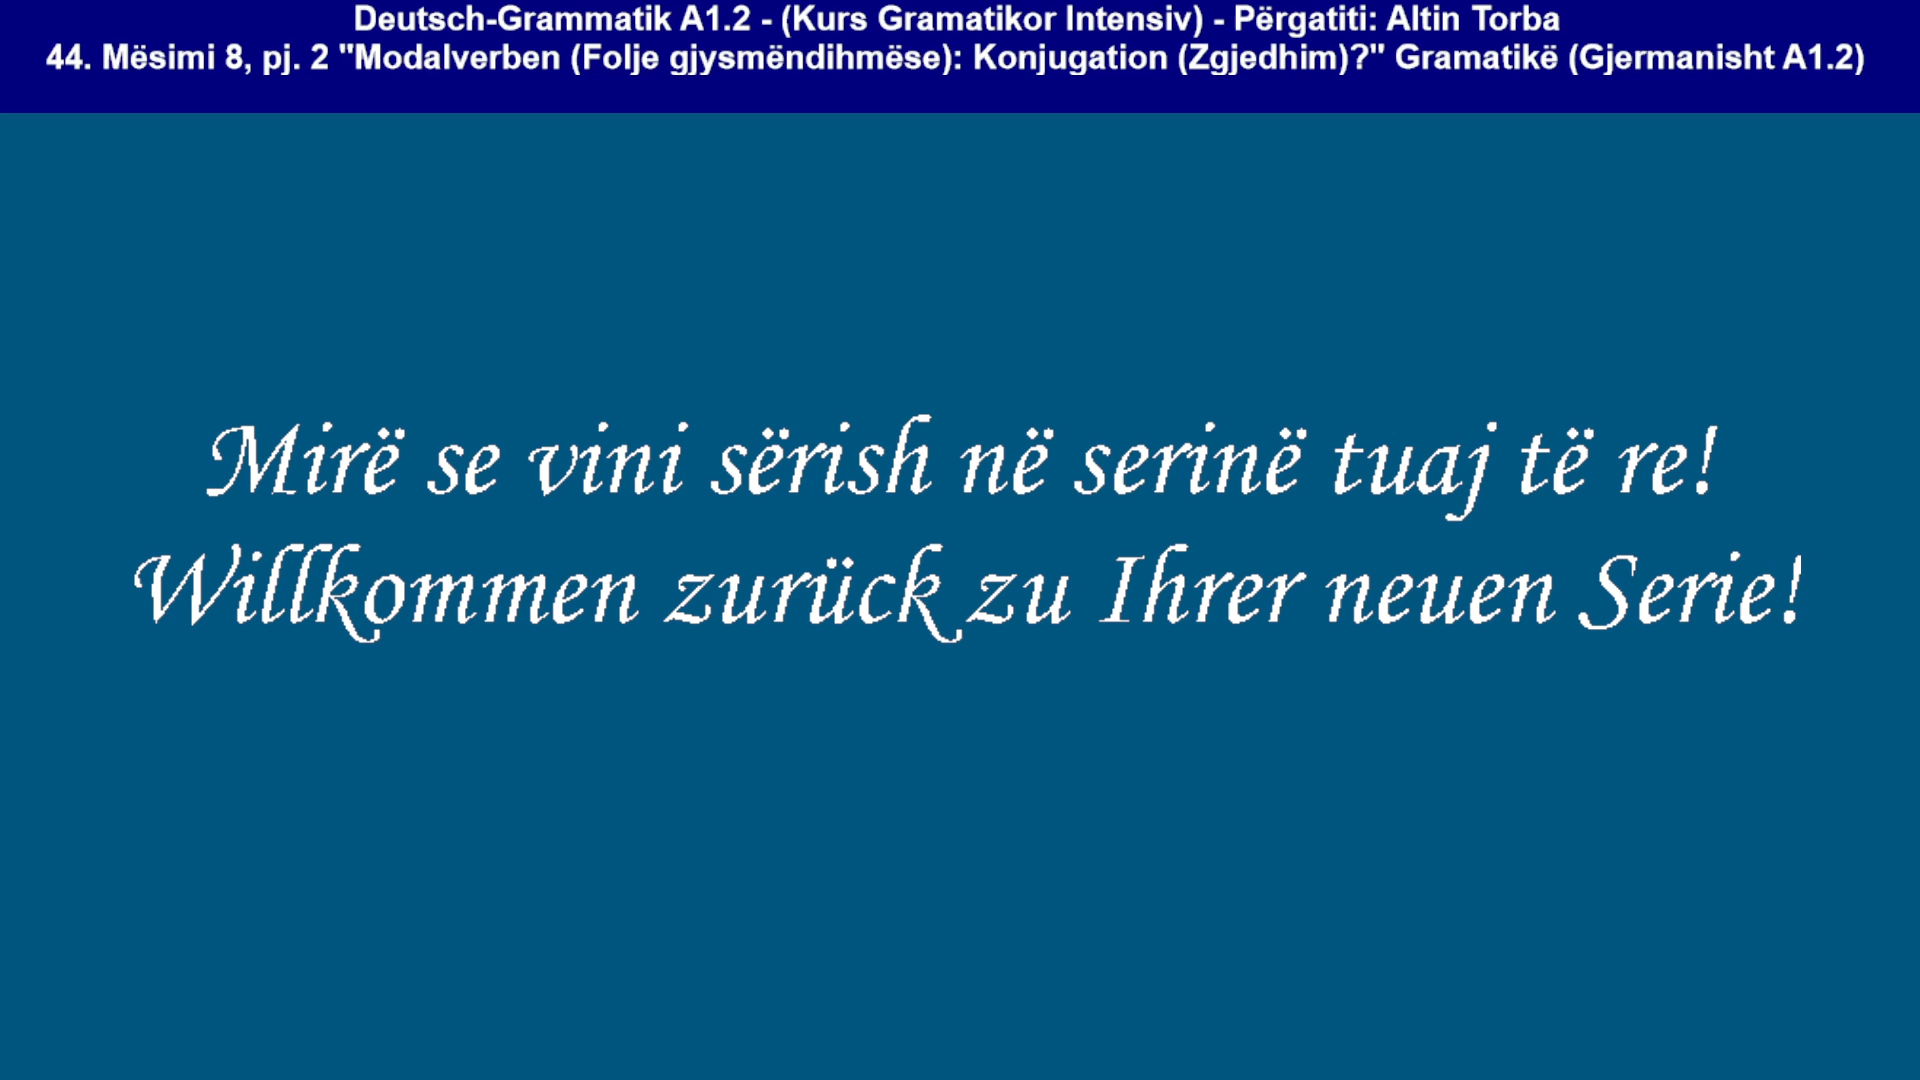 Deutsch-Grammatik A1.2 - (Kurs Gramatikor Intensiv) - Përgatiti: Altin Torba
44. Mësimi 8, pj. 2 "Modalverben (Folje gjysmëndihmëse): Konjugation (Zgjedhim)?" Gramatikë (Gjermanisht A1.2)
Mirë se vini sërish në serinë tuaj të re!
Willkommen zurück zu Ihrer neuen Serie!